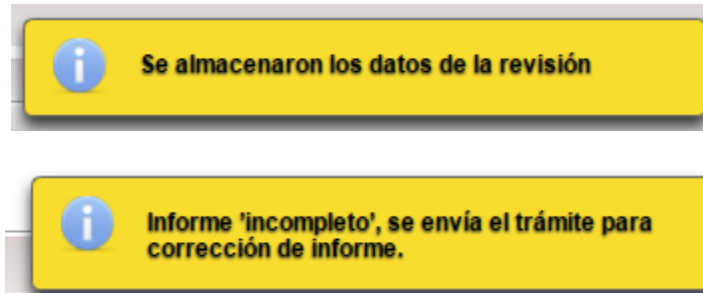 Se almacenaron los datos de la revisión
Informe 'incompleto', se envía el trámite para
corrección de informe.